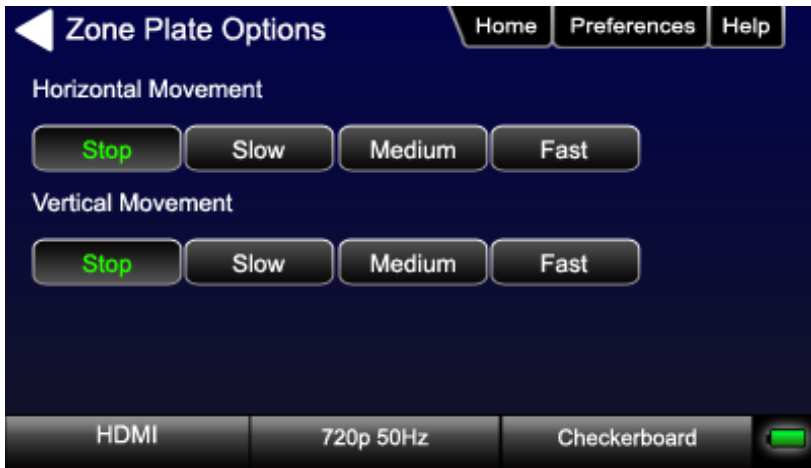 Zone Plate Options
Home Preferences Help
Horizontal Movement
Stop Slow Medium Fast
Vertical Movement
Stop Slow Medium Fast
HDMI 720p 50Hz Checkerboard